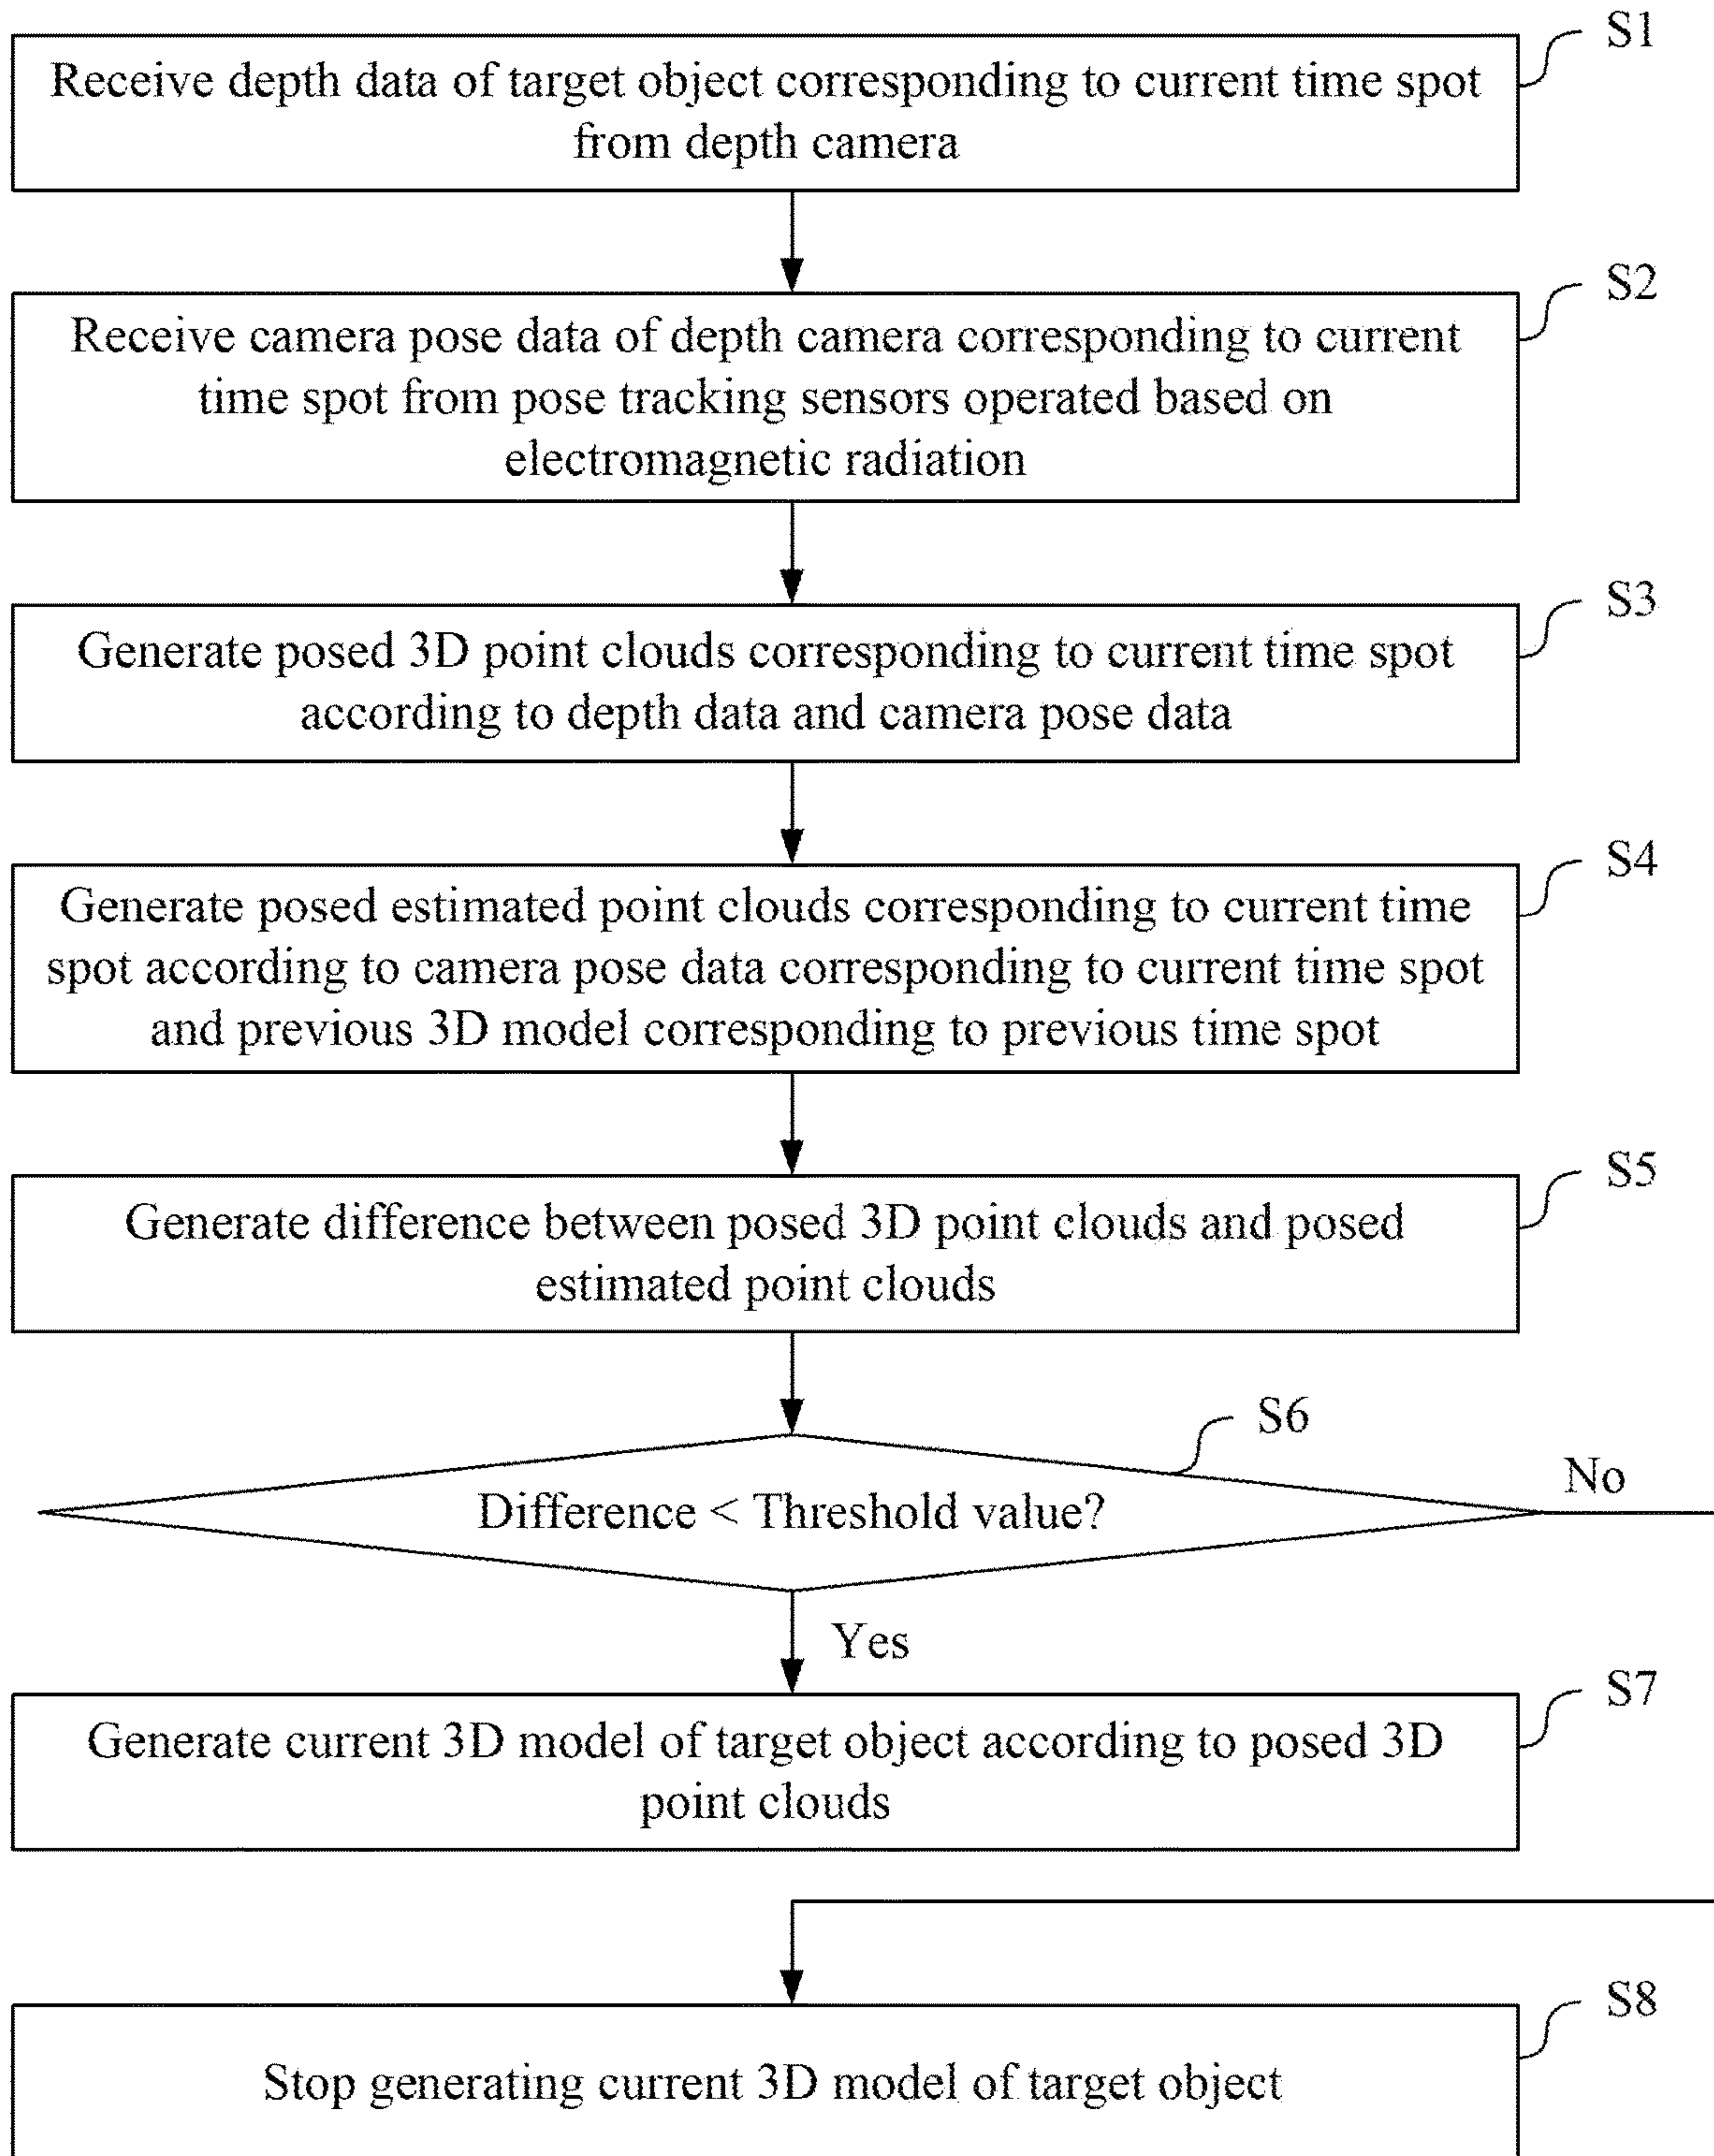 S1
Receive depth data of target object corresponding to current time spot
from depth camera
S2
Receive camera pose data of depth camera corresponding to current
time spot from pose tracking sensors operated based on
electromagnetic radiation
S3
Generate posed 3D point clouds corresponding to current time spot
according to depth data and camera pose data
S4
Generate posed estimated point clouds corresponding to current time
spot according to camera pose data corresponding to current time spot
and previous 3D model corresponding to previous time spot
S5
Generate difference between posed 3D point clouds and posed
estimated point clouds
S6
No
Difference < Threshold value?
Yes
S7
Generate current 3D model of target object according to posed 3D
point clouds
S8
Stop generating current 3D model of target object